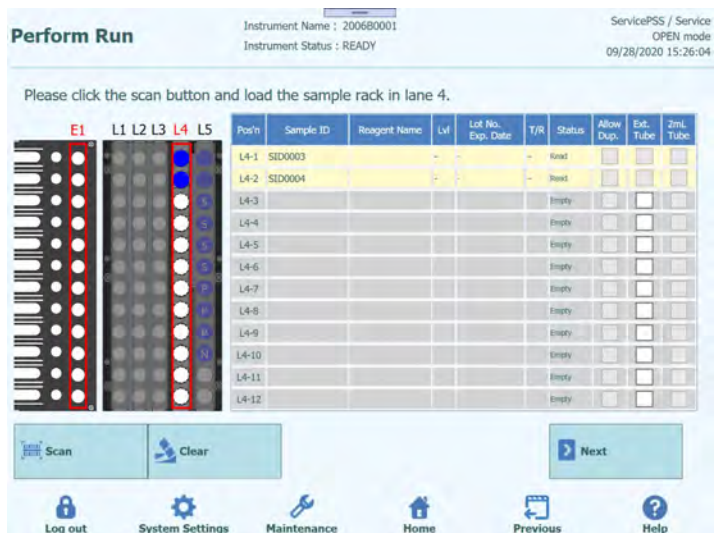 Perform Run
Instrument Name : 2006B0001
Instrument Status : READY
ServicePSS / Service
OPEN mode
09/28/2020 15:26:04
Please click the scan button and load the sample rack in lane 4.
E1 L1 L2 L3 L4 L5
Pos'n Sample ID Reagent Name Lvl Lot No. Exp. Date T/R Status Allow Dup. Ext. Tube 2mL Tube
L4-1 SID0003 - - - Read
L4-2 SID0004 - - - Read
L4-3 Empty
L4-4 Empty
L4-5 Empty
L4-6 Empty
L4-7 Empty
L4-8 Empty
L4-9 Empty
L4-10 Empty
L4-11 Empty
L4-12 Empty
S
S
S
S
P
P
N
Scan
Clear
Next
Log out
System Settings
Maintenance
Home
Previous
Help